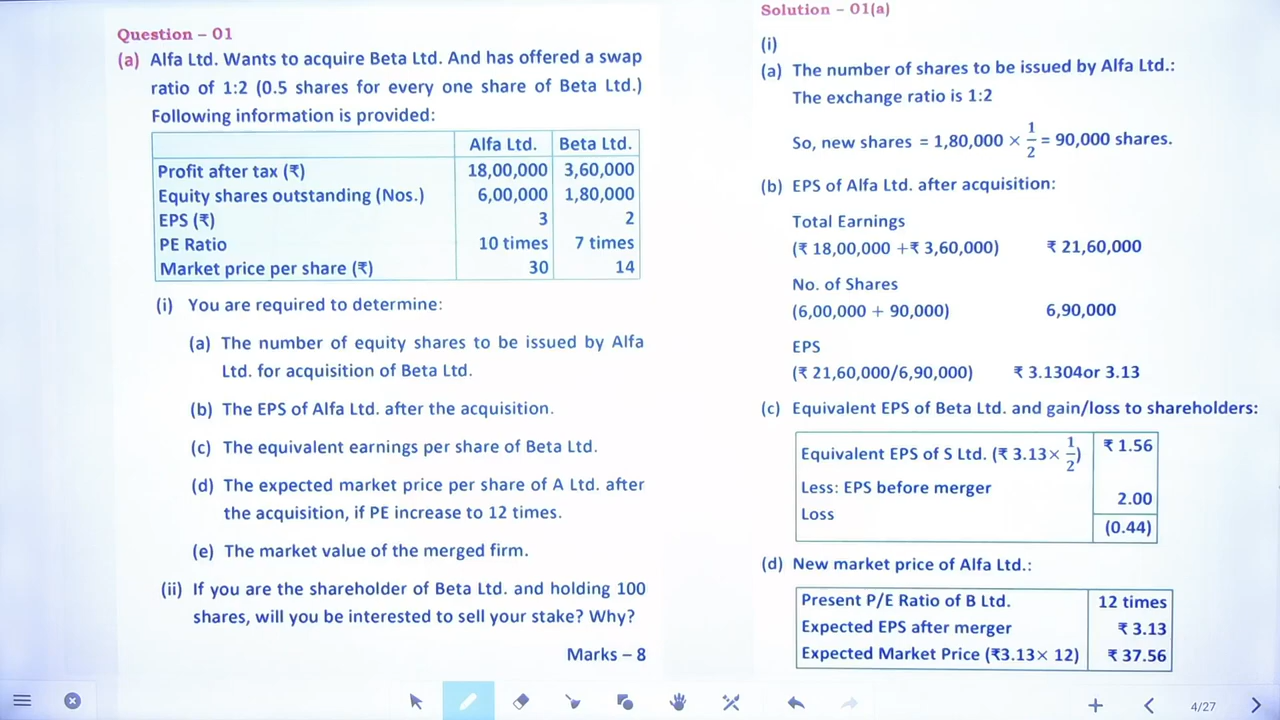 Question – 01
(a) Alfa Ltd. Wants to acquire Beta Ltd. And has offered a swap
ratio of 1:2 (0.5 shares for every one share of Beta Ltd.)
Following information is provided:
Alfa Ltd. Beta Ltd.
Profit after tax (₹) 18,00,000 3,60,000
Equity shares outstanding (Nos.) 6,00,000 1,80,000
EPS (₹) 3 2
PE Ratio 10 times 7 times
Market price per share (₹) 30 14
(i) You are required to determine:
(a) The number of equity shares to be issued by Alfa
Ltd. for acquisition of Beta Ltd.
(b) The EPS of Alfa Ltd. after the acquisition.
(c) The equivalent earnings per share of Beta Ltd.
(d) The expected market price per share of A Ltd. after
the acquisition, if PE increase to 12 times.
(e) The market value of the merged firm.
(ii) If you are the shareholder of Beta Ltd. and holding 100
shares, will you be interested to sell your stake? Why?
Marks – 8
Solution – 01(a)
(i)
(a) The number of shares to be issued by Alfa Ltd.:
The exchange ratio is 1:2
So, new shares = 1,80,000 × 1/2 = 90,000 shares.
(b) EPS of Alfa Ltd. after acquisition:
Total Earnings
(₹ 18,00,000 +₹ 3,60,000) ₹ 21,60,000
No. of Shares
(6,00,000 + 90,000) 6,90,000
EPS
(₹ 21,60,000/6,90,000) ₹ 3.1304or 3.13
(c) Equivalent EPS of Beta Ltd. and gain/loss to shareholders:
Equivalent EPS of S Ltd. (₹ 3.13× 1/2) ₹ 1.56
Less: EPS before merger 2.00
Loss (0.44)
(d) New market price of Alfa Ltd.:
Present P/E Ratio of B Ltd. 12 times
Expected EPS after merger ₹ 3.13
Expected Market Price (₹3.13× 12) ₹ 37.56
4/27